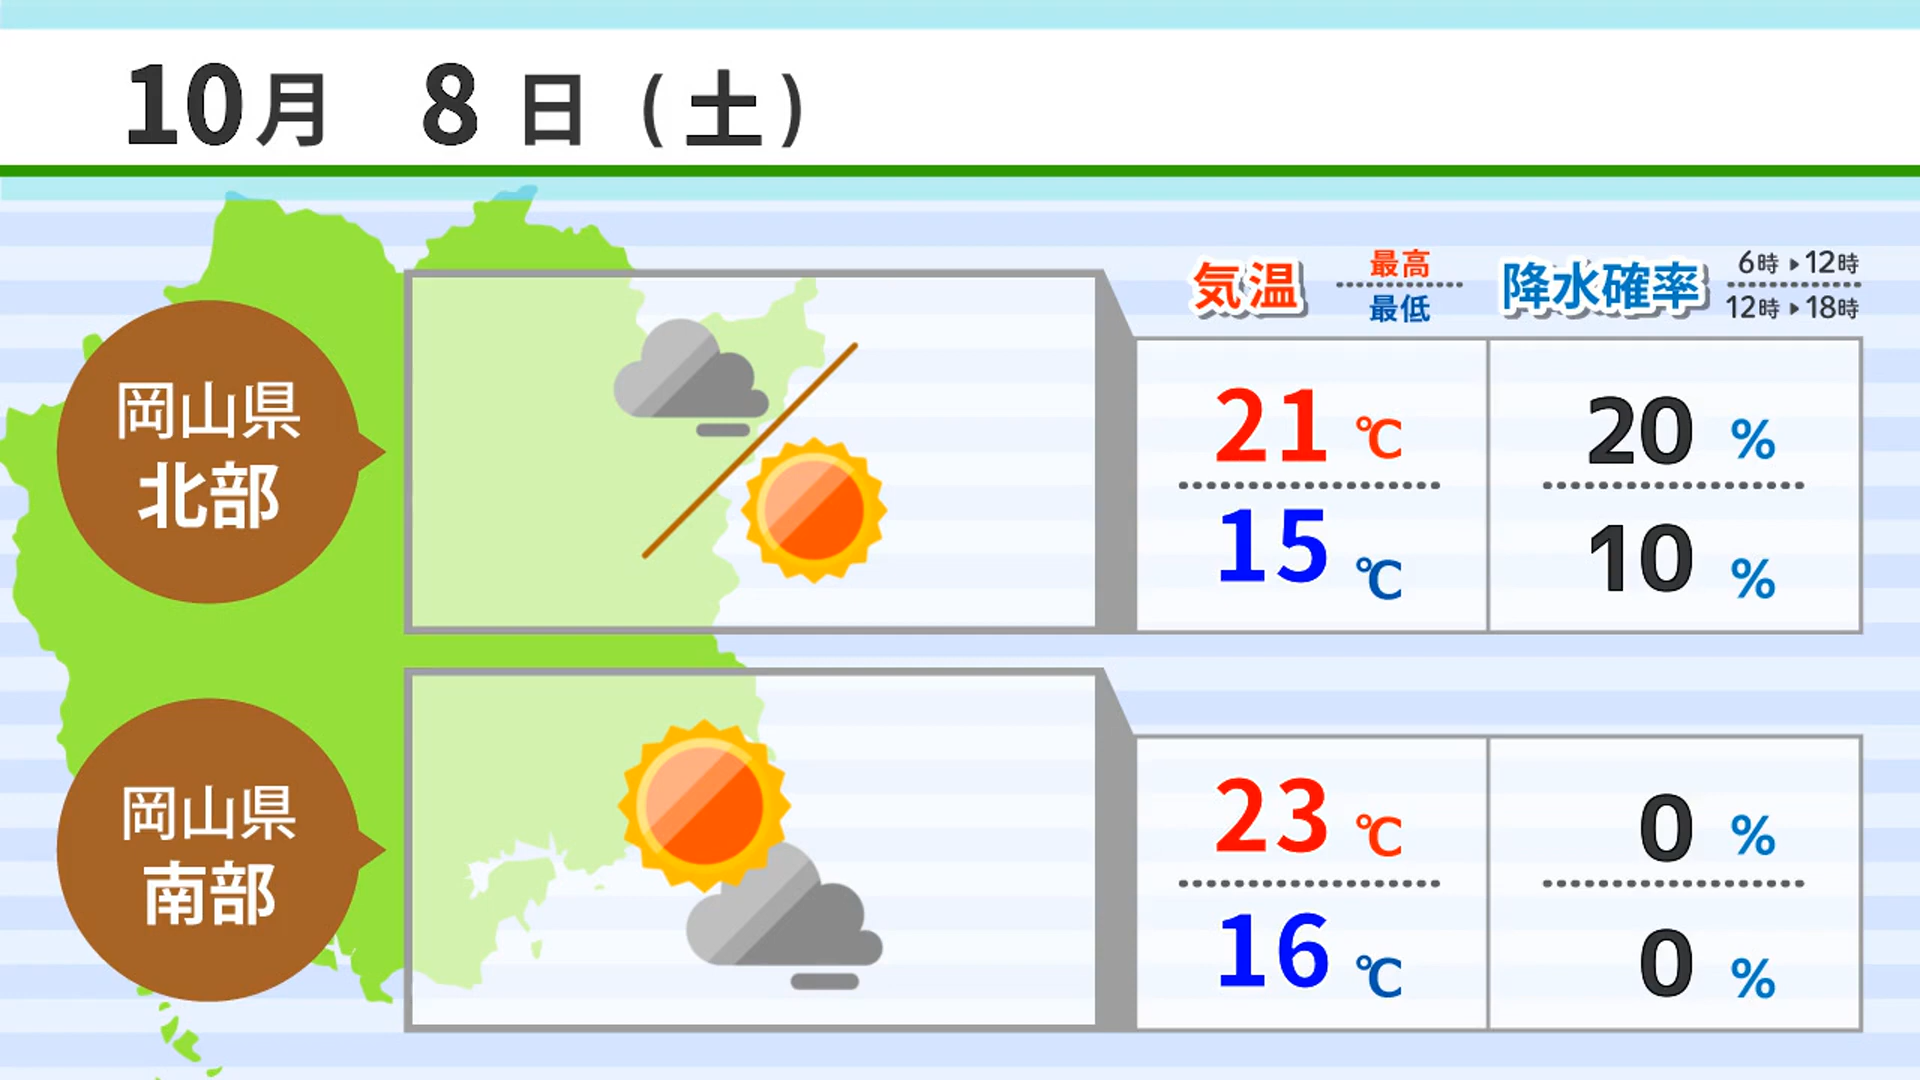 10月 8日(土)
気温 最高 最低 降水確率 6時▶12時 12時▶18時
岡山県
北部
21℃ 20%
15℃ 10%
岡山県
南部
23℃ 0%
16℃ 0%